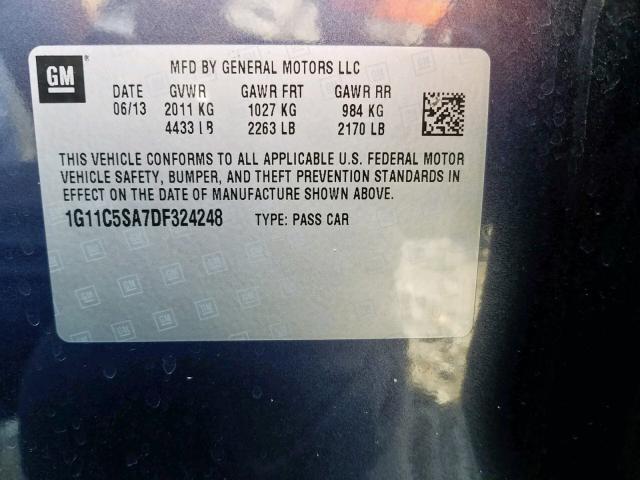 GM
MFD BY GENERAL MOTORS LLC
DATE GVWR GAWR FRT GAWR RR
06/13 2011 KG 1027 KG 984 KG
4433 LB 2263 LB 2170 LB
THIS VEHICLE CONFORMS TO ALL APPLICABLE U.S. FEDERAL MOTOR
VEHICLE SAFETY, BUMPER, AND THEFT PREVENTION STANDARDS IN
EFFECT ON THE DATE OF MANUFACTURE SHOWN ABOVE.
1G11C5SA7DF324248 TYPE: PASS CAR